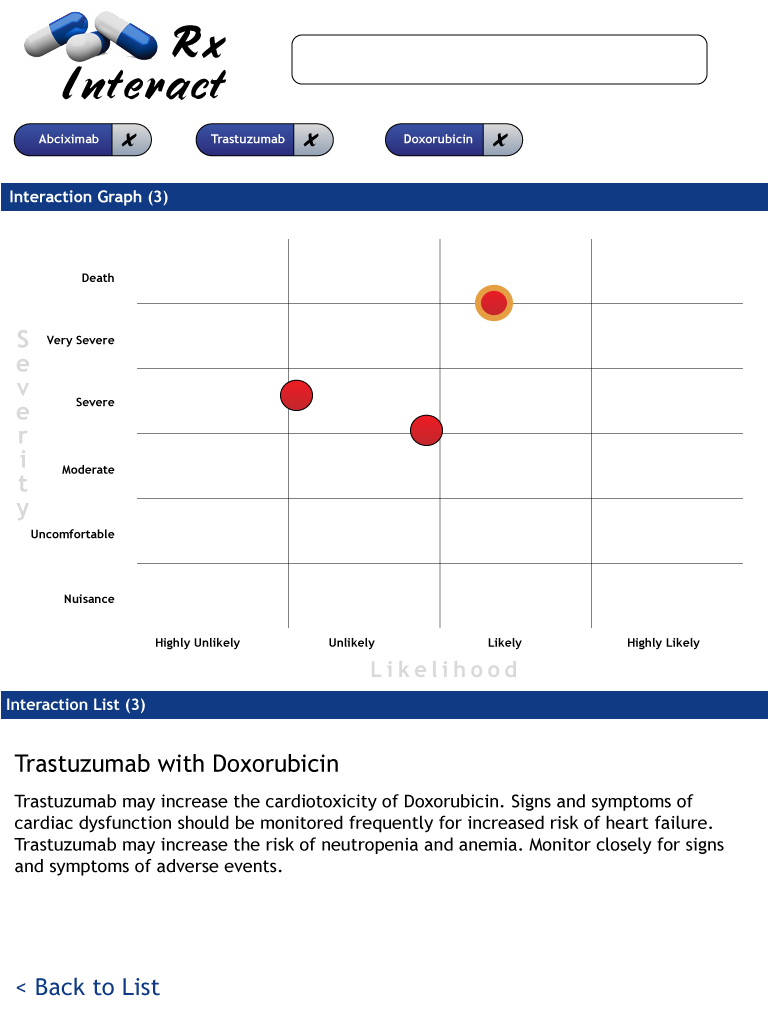 Rx
Interact
Abciximab X
Trastuzumab X
Doxorubicin X
Interaction Graph (3)
Severity
Death
Very Severe
Severe
Moderate
Uncomfortable
Nuisance
Highly Unlikely
Unlikely
Likely
Highly Likely
Likelihood
Interaction List (3)
Trastuzumab with Doxorubicin
Trastuzumab may increase the cardiotoxicity of Doxorubicin. Signs and symptoms of
cardiac dysfunction should be monitored frequently for increased risk of heart failure.
Trastuzumab may increase the risk of neutropenia and anemia. Monitor closely for signs
and symptoms of adverse events.
< Back to List